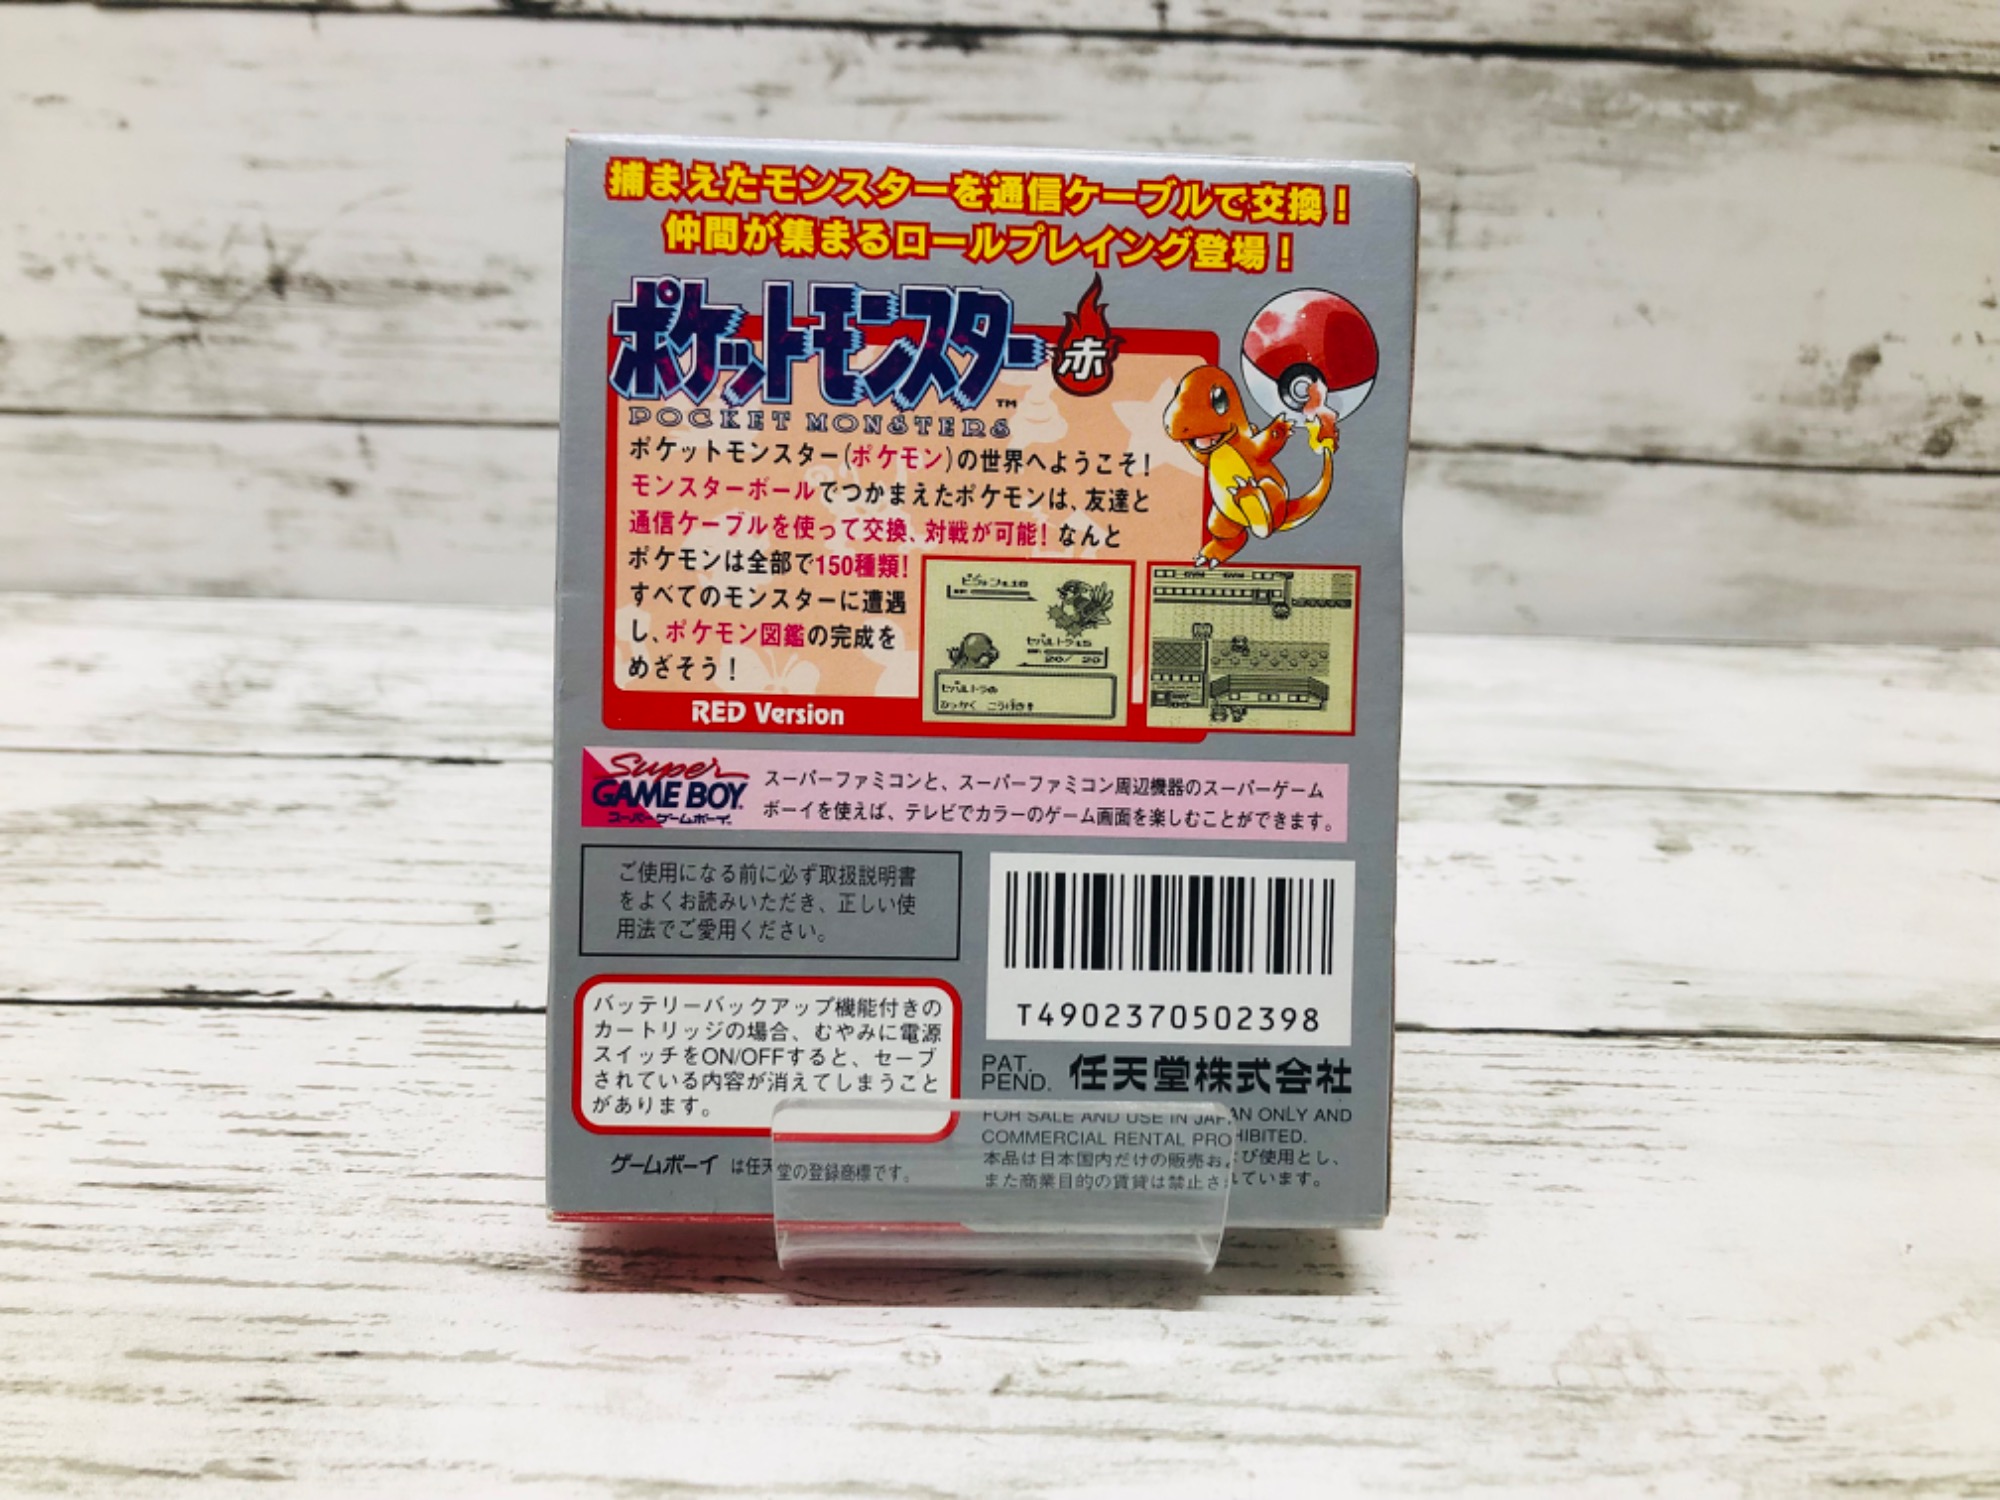 捕まえたモンスターを通信ケーブルで交換！
仲間が集まるロールプレイング登場！
ポケットモンスター 赤
TM
POCKET MONSTERS
ポケットモンスター(ポケモン)の世界へようこそ！
モンスターボールでつかまえたポケモンは、友達と
通信ケーブルを使って交換、対戦が可能！なんと
ポケモンは全部で150種類！
すべてのモンスターに遭遇
し、ポケモン図鑑の完成を
めざそう！
20/ 20
ひっかく こうげき！
RED Version
Super
GAME BOY
スーパーゲームボーイ
スーパーファミコンと、スーパーファミコン周辺機器のスーパーゲーム
ボーイを使えば、テレビでカラーのゲーム画面を楽しむことができます。
ご使用になる前に必ず取扱説明書
をよくお読みいただき、正しい使
用法でご愛用ください。
バッテリーバックアップ機能付きの
カートリッジの場合、むやみに電源
スイッチをON/OFFすると、セーブ
されている内容が消えてしまうこと
があります。
ゲームボーイ は任天堂の登録商標です。
T4902370502398
PAT.
PEND. 任天堂株式会社
FOR SALE AND USE IN JAPAN ONLY AND
COMMERCIAL RENTAL PROHIBITED.
本品は日本国内だけの販売および使用とし、
また商業目的の賃貸は禁止されています。